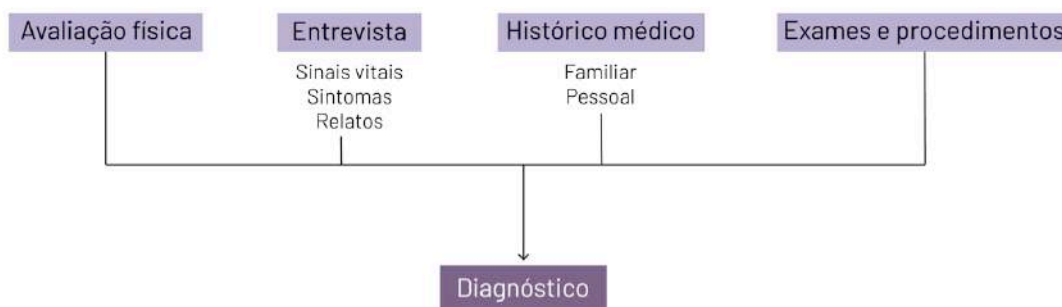 Avaliação física
Entrevista
Histórico médico
Exames e procedimentos
Sinais vitais
Sintomas
Relatos
Familiar
Pessoal
Diagnóstico